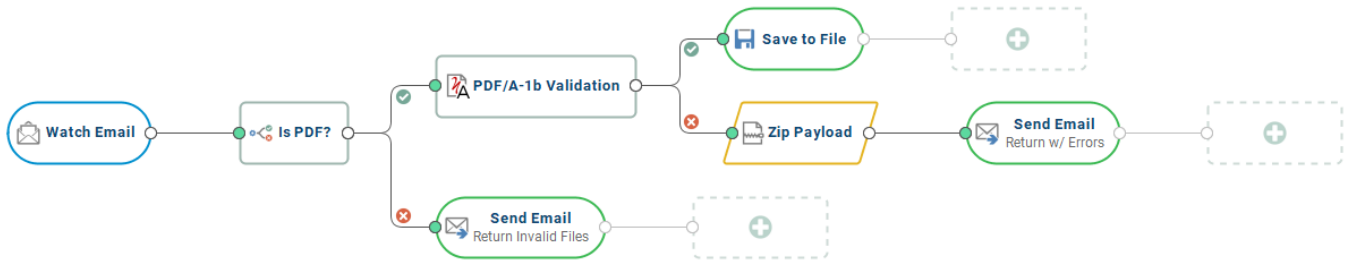 Watch Email
Is PDF?
PDF/A-1b Validation
Save to File
Zip Payload
Send Email
Return w/ Errors
Send Email
Return Invalid Files